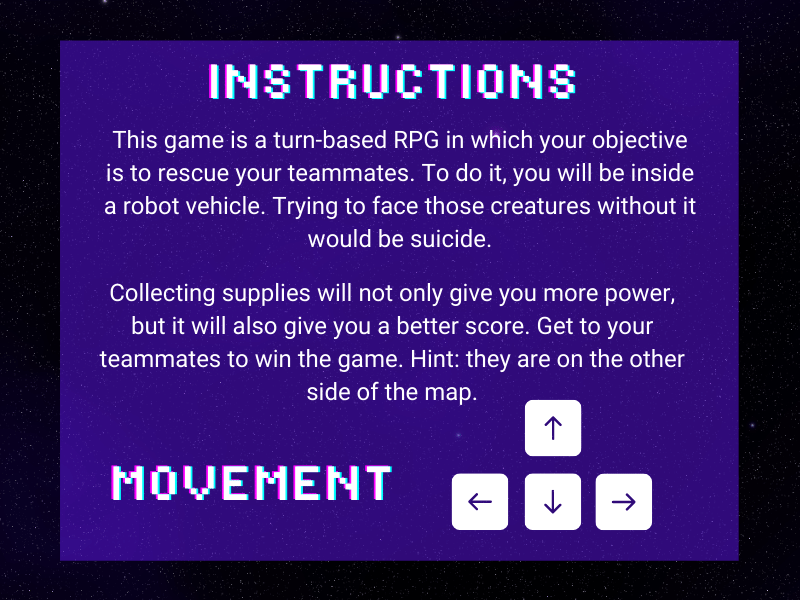 INSTRUCTIONS
This game is a turn-based RPG in which your objective
is to rescue your teammates. To do it, you will be inside
a robot vehicle. Trying to face those creatures without it
would be suicide.
Collecting supplies will not only give you more power,
but it will also give you a better score. Get to your
teammates to win the game. Hint: they are on the other
side of the map.
↑
MOVEMENT
← ↓ →